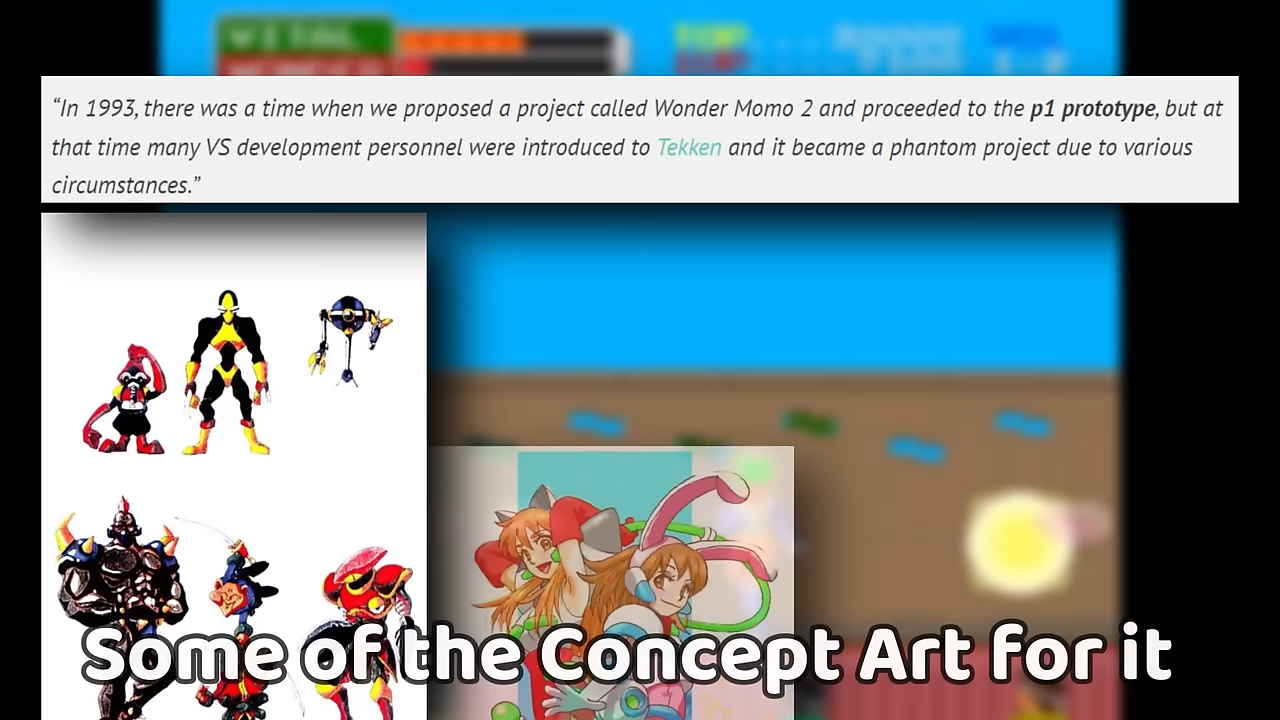 “In 1993, there was a time when we proposed a project called Wonder Momo 2 and proceeded to the p1 prototype, but at
that time many VS development personnel were introduced to Tekken and it became a phantom project due to various
circumstances.”
Some of the Concept Art for it